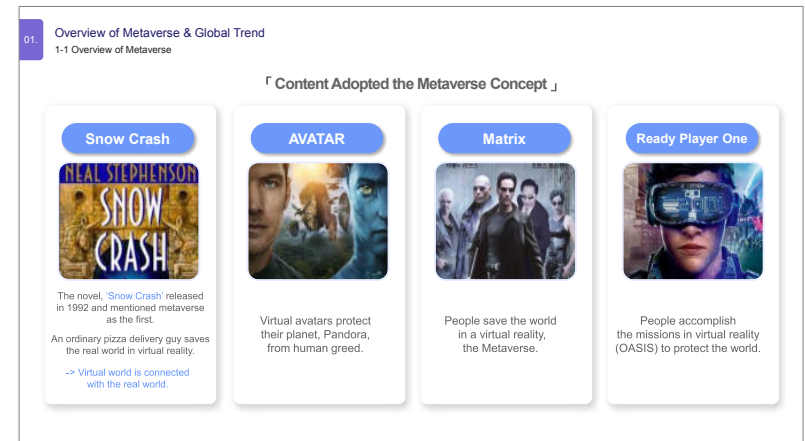 01.
Overview of Metaverse & Global Trend
1-1 Overview of Metaverse
「 Content Adopted the Metaverse Concept 」
Snow Crash
NEAL STEPHENSON
SNOW
CRASH
The novel, 'Snow Crash' released
in 1992 and mentioned metaverse
as the first.
An ordinary pizza delivery guy saves
the real world in virtual reality.
-> Virtual world is connected
with the real world.
AVATAR
Virtual avatars protect
their planet, Pandora,
from human greed.
Matrix
People save the world
in a virtual reality,
the Metaverse.
Ready Player One
People accomplish
the missions in virtual reality
(OASIS) to protect the world.